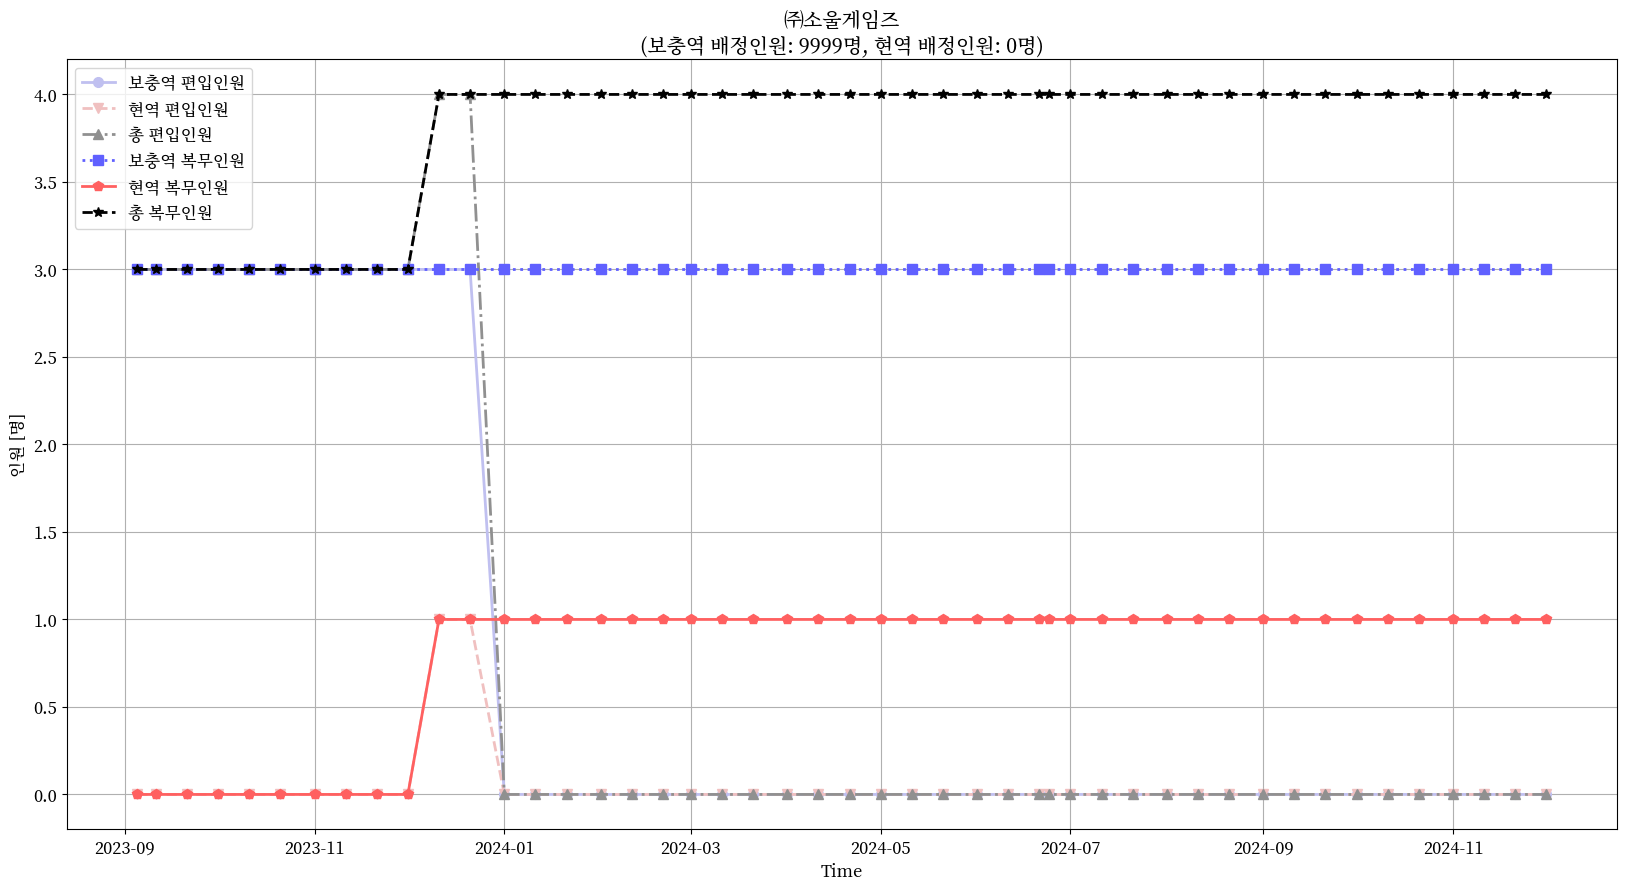 ㈜소울게임즈
(보충역 배정인원: 9999명, 현역 배정인원: 0명)
보충역 편입인원
현역 편입인원
총 편입인원
보충역 복무인원
현역 복무인원
총 복무인원
인원 [명]
4.0
3.5
3.0
2.5
2.0
1.5
1.0
0.5
0.0
2023-09
2023-11
2024-01
2024-03
2024-05
2024-07
2024-09
2024-11
Time